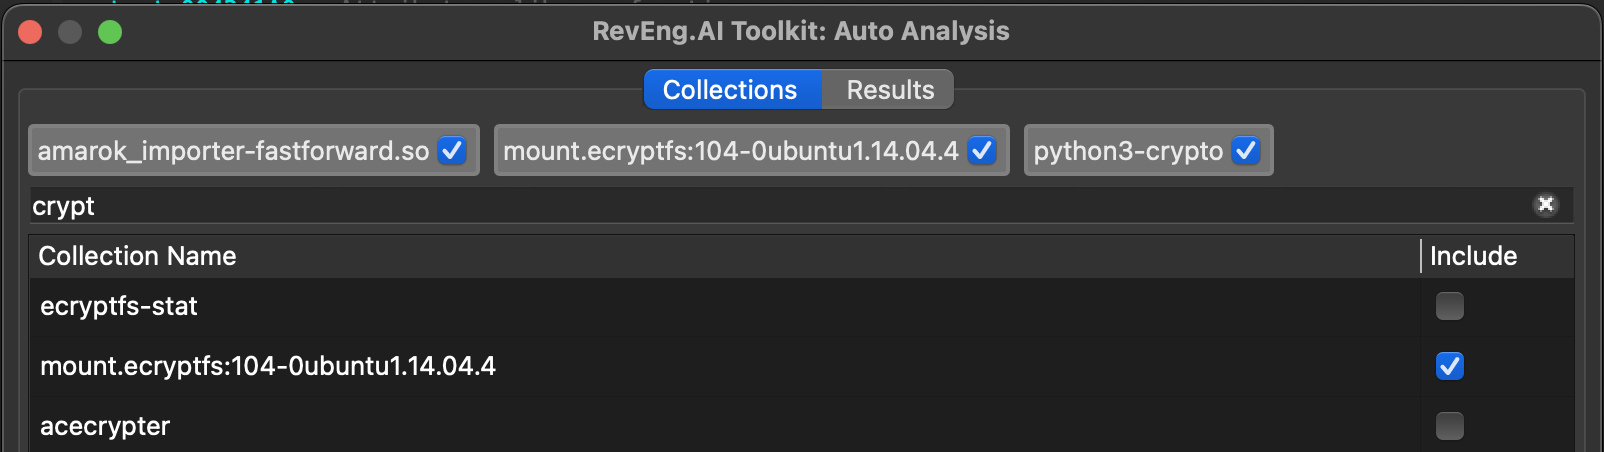 RevEng.AI Toolkit: Auto Analysis
Collections Results
amarok_importer-fastforward.so mount.ecryptfs:104-0ubuntu1.14.04.4 python3-crypto
crypt
Collection Name Include
ecryptfs-stat
mount.ecryptfs:104-0ubuntu1.14.04.4
acecrypter